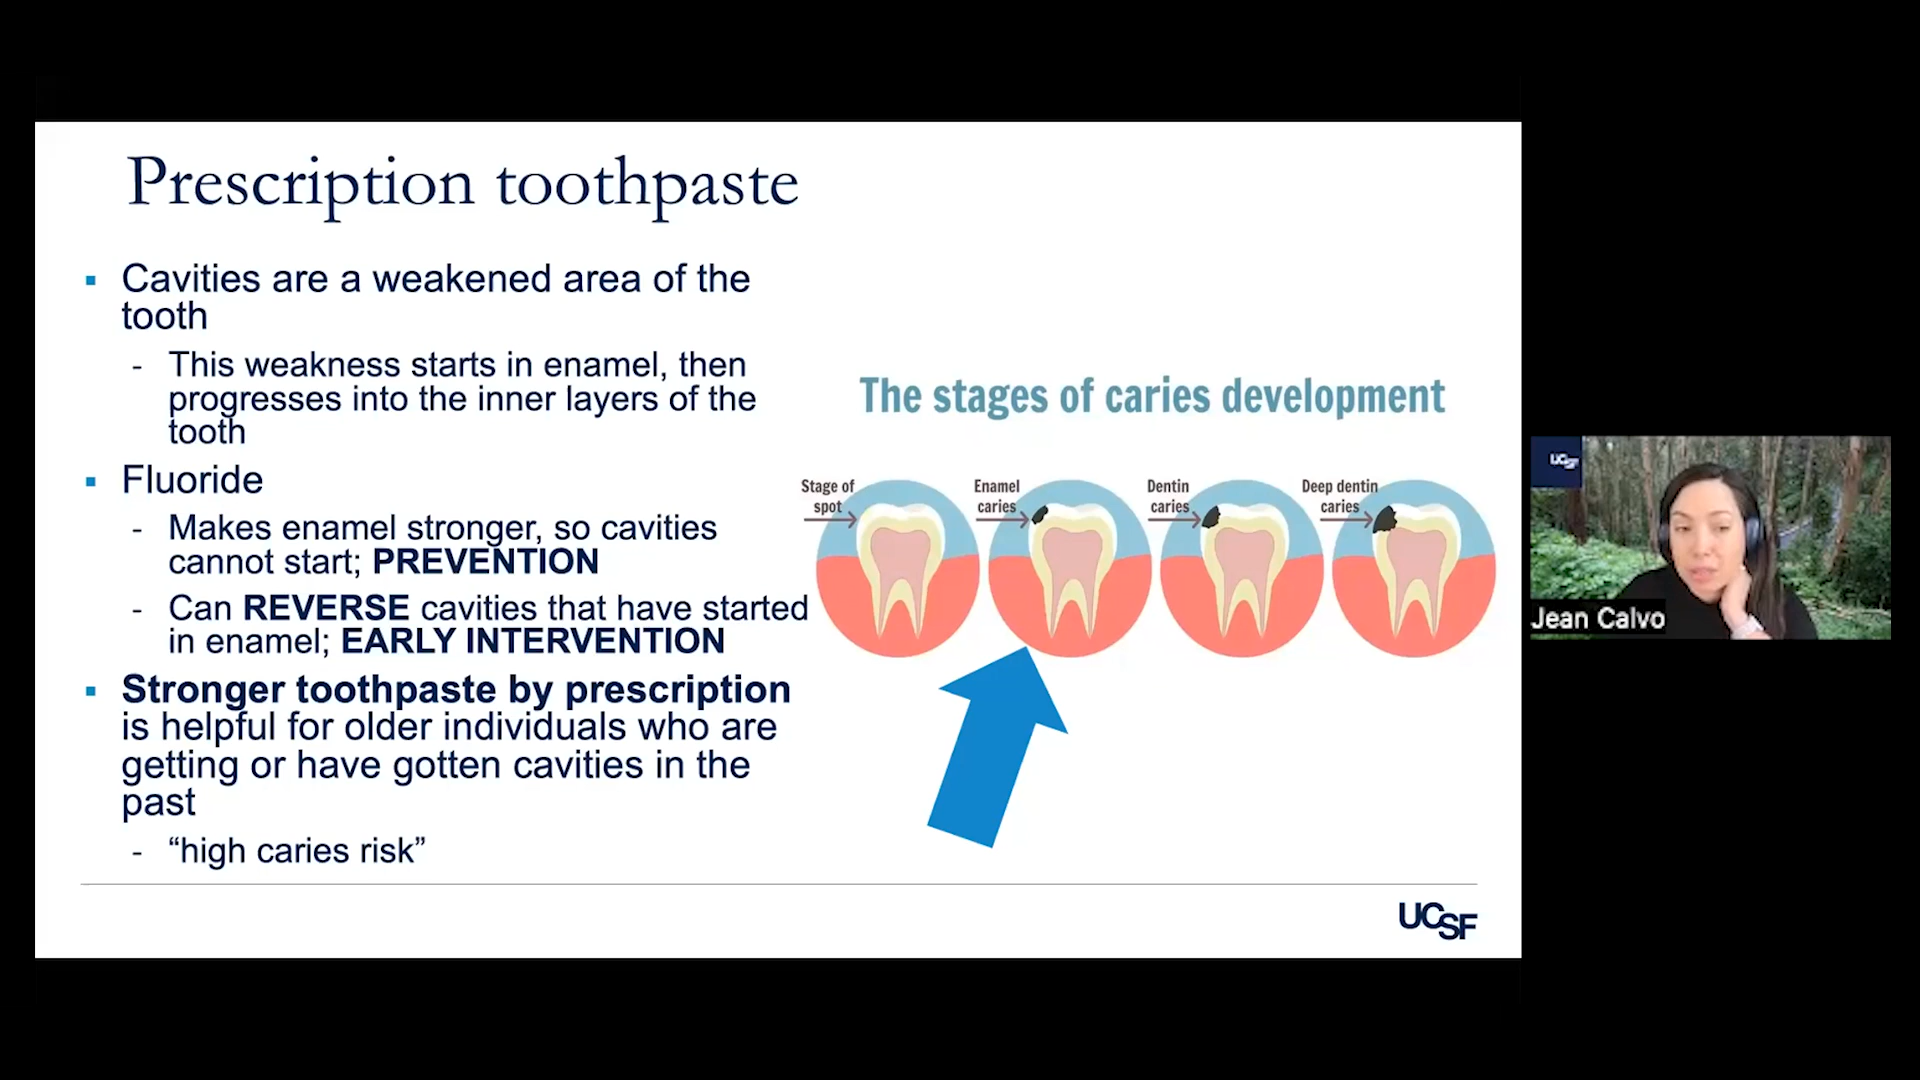 Prescription toothpaste
Cavities are a weakened area of the
tooth
- This weakness starts in enamel, then
progresses into the inner layers of the
tooth
Fluoride
- Makes enamel stronger, so cavities
cannot start; PREVENTION
- Can REVERSE cavities that have started
in enamel; EARLY INTERVENTION
Stronger toothpaste by prescription
is helpful for older individuals who are
getting or have gotten cavities in the
past
- “high caries risk”
The stages of caries development
Stage of
spot
Enamel
caries
Dentin
caries
Deep dentin
caries
UCSF
UCSF
Jean Calvo